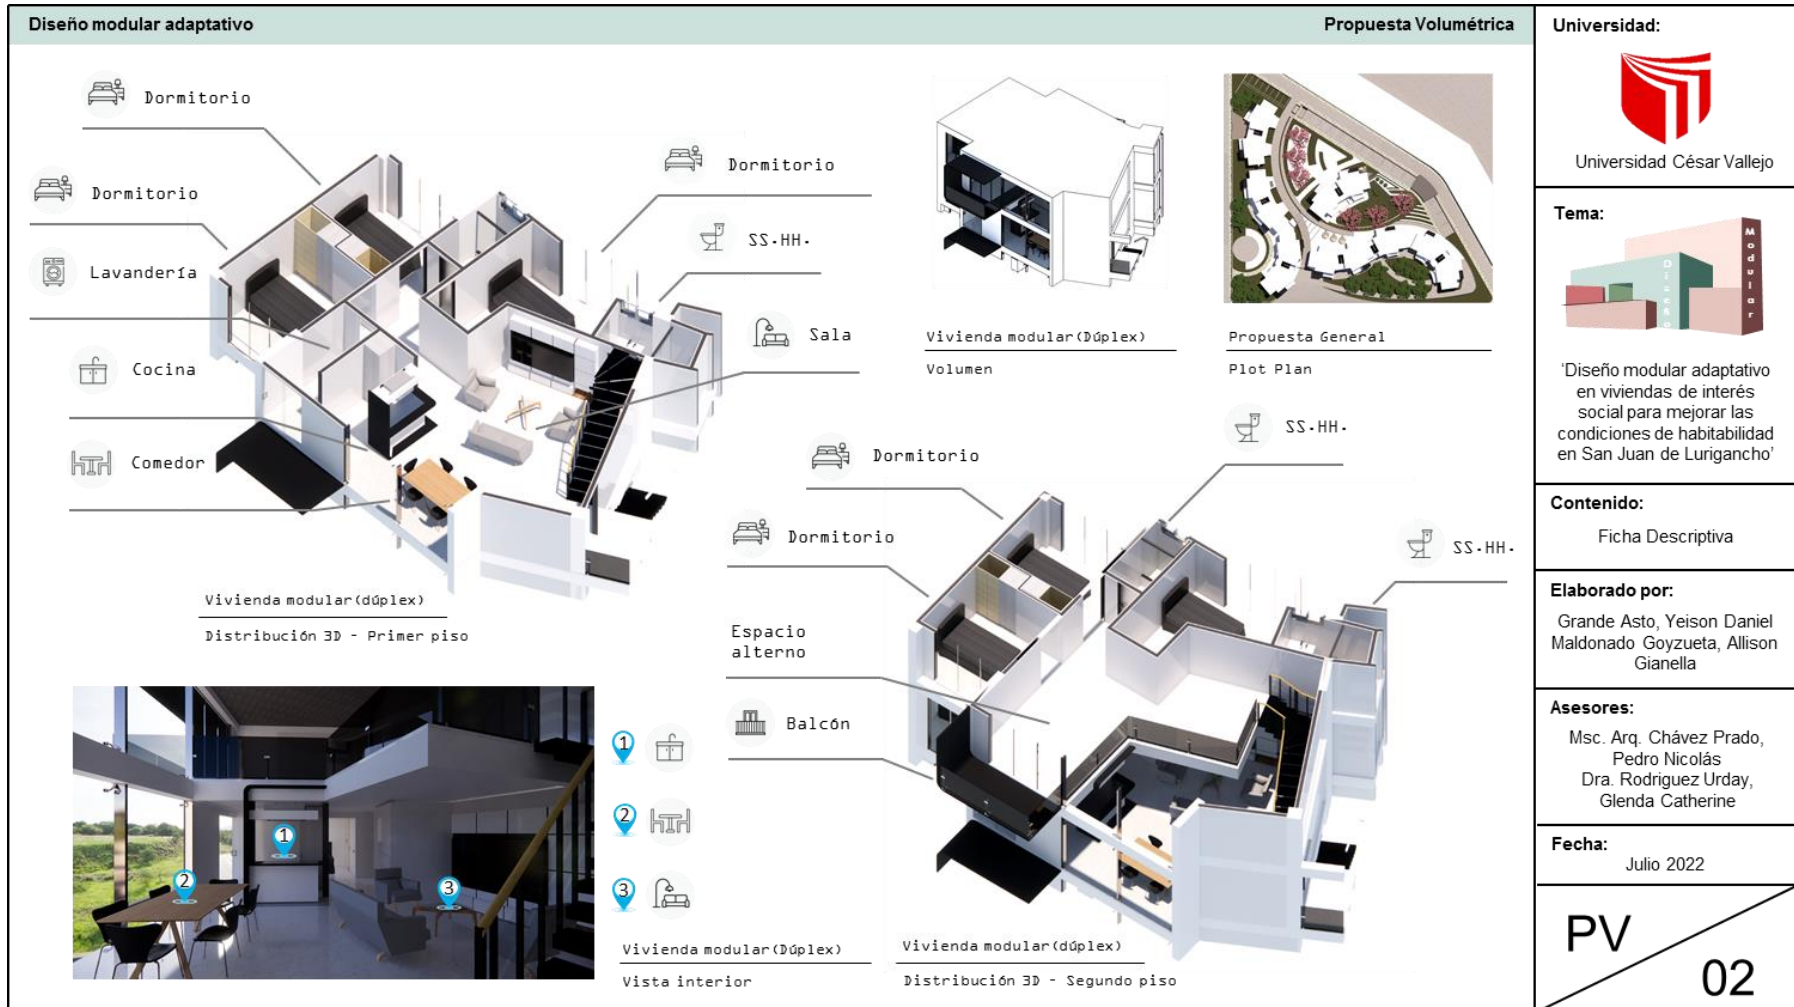 Diseño modular adaptativo
Propuesta Volumétrica
Dormitorio
Dormitorio
Lavandería
Cocina
Comedor
Dormitorio
SS.HH.
Sala
Vivienda modular(dúplex)
Distribución 3D - Primer piso
Vivienda modular(Dúplex)
Volumen
Propuesta General
Plot Plan
SS.HH.
Dormitorio
Dormitorio
SS.HH.
Espacio
alterno
Balcón
1
2
3
1
2
3
Vivienda modular(Dúplex)
Vista interior
Vivienda modular(dúplex)
Distribución 3D - Segundo piso
Universidad:
Universidad César Vallejo
Tema:
Modular
Diseño
'Diseño modular adaptativo
en viviendas de interés
social para mejorar las
condiciones de habitabilidad
en San Juan de Lurigancho'
Contenido:
Ficha Descriptiva
Elaborado por:
Grande Asto, Yeison Daniel
Maldonado Goyzueta, Allison
Gianella
Asesores:
Msc. Arq. Chávez Prado,
Pedro Nicolás
Dra. Rodriguez Urday,
Glenda Catherine
Fecha:
Julio 2022
PV
02